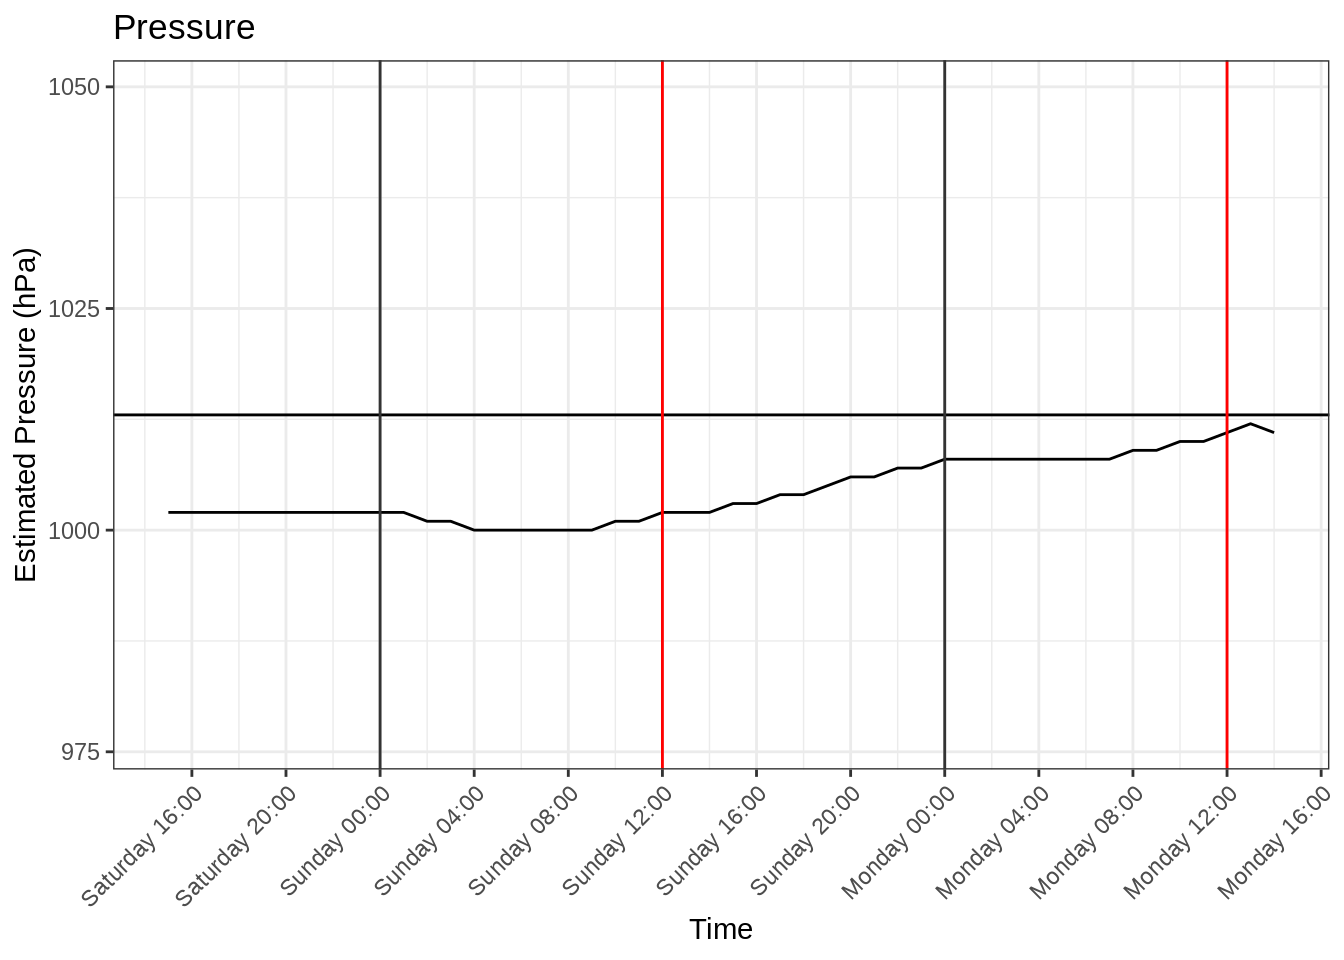 Pressure
Estimated Pressure (hPa)
1050
1025
1000
975
Saturday 16:00
Saturday 20:00
Sunday 00:00
Sunday 04:00
Sunday 08:00
Sunday 12:00
Sunday 16:00
Sunday 20:00
Monday 00:00
Monday 04:00
Monday 08:00
Monday 12:00
Monday 16:00
Time